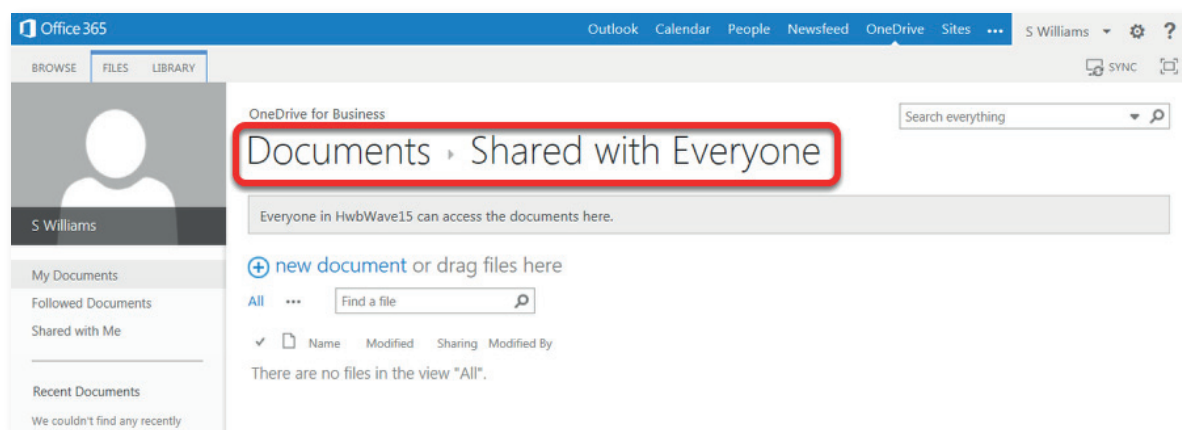 Office 365
Outlook Calendar People Newsfeed OneDrive Sites ••• S Williams ?
BROWSE FILES LIBRARY
SYNC
OneDrive for Business
Search everything
Documents ▸ Shared with Everyone
Everyone in HwbWave15 can access the documents here.
S Williams
new document or drag files here
My Documents
Followed Documents
Shared with Me
All ••• Find a file
Name Modified Sharing Modified By
There are no files in the view "All".
Recent Documents
We couldn't find any recently